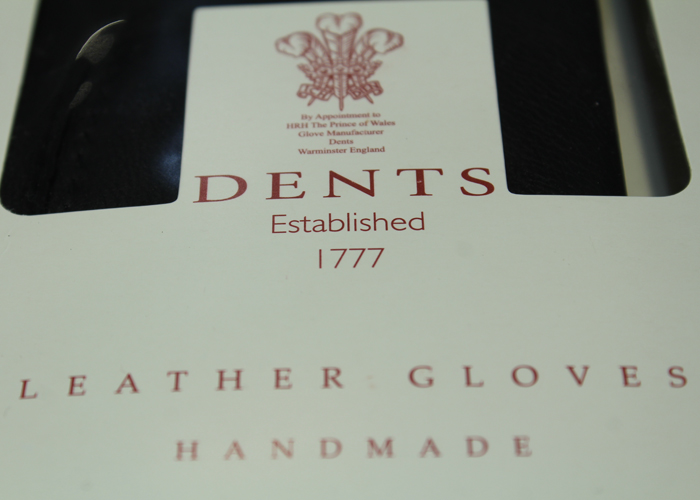 By Appointment to
HRH The Prince of Wales
Glove Manufacturer
Dents
Warminster England
DENTS
Established
1777
LEATHER GLOVES
HANDMADE